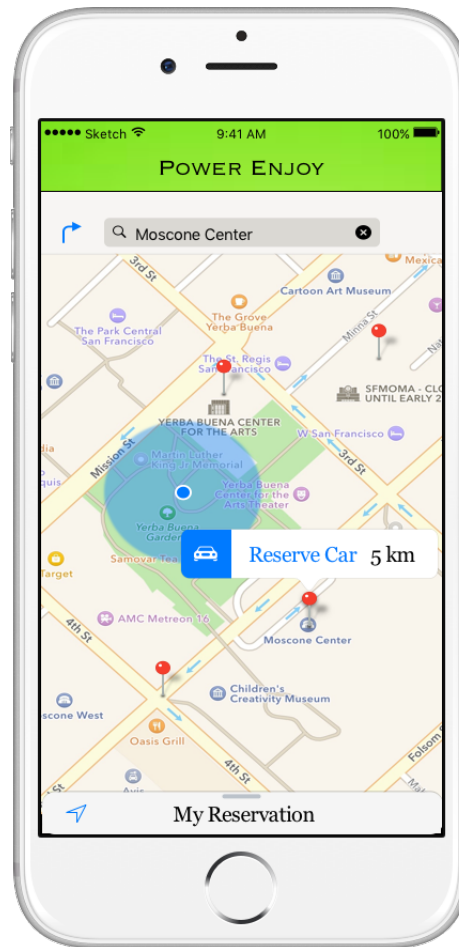 Sketch
9:41 AM
100%
POWER ENJOY
Moscone Center
3rd St
Mexica
Cartoon Art Museum
The Grove
Yerba Buena
Minna St
The Park Central
San Francisco
The St. Regis
San Francisco
SFMOMA - CLO
UNTIL EARLY 2
YERBA BUENA CENTER
FOR THE ARTS
W San Francisco
Mission St
Martin Luther
King Jr Memorial
3rd St
Yerba Buena
Center for the
Arts Theater
Yerba Buena
Gardens
Target
Samovar Tea
Reserve Car 5 km
AMC Metreon 16
Moscone Center
4th St
Children's
Creativity Museum
scone West
Oasis Grill
Folsom
4th St
Avis
My Reservation